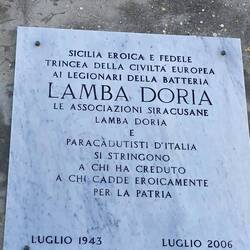 SICILIA EROICA E FEDELE
TRINCEA DELLA CIVILTÀ EUROPEA
AI LEGIONARI DELLA BATTERIA
LAMBA DORIA
LE ASSOCIAZIONI SIRACUSANE
LAMBA DORIA
E
PARACADUTISTI D'ITALIA
SI STRINGONO
A CHI HA CREDUTO
A CHI CADDE EROICAMENTE
PER LA PATRIA
LUGLIO 1943 LUGLIO 2006